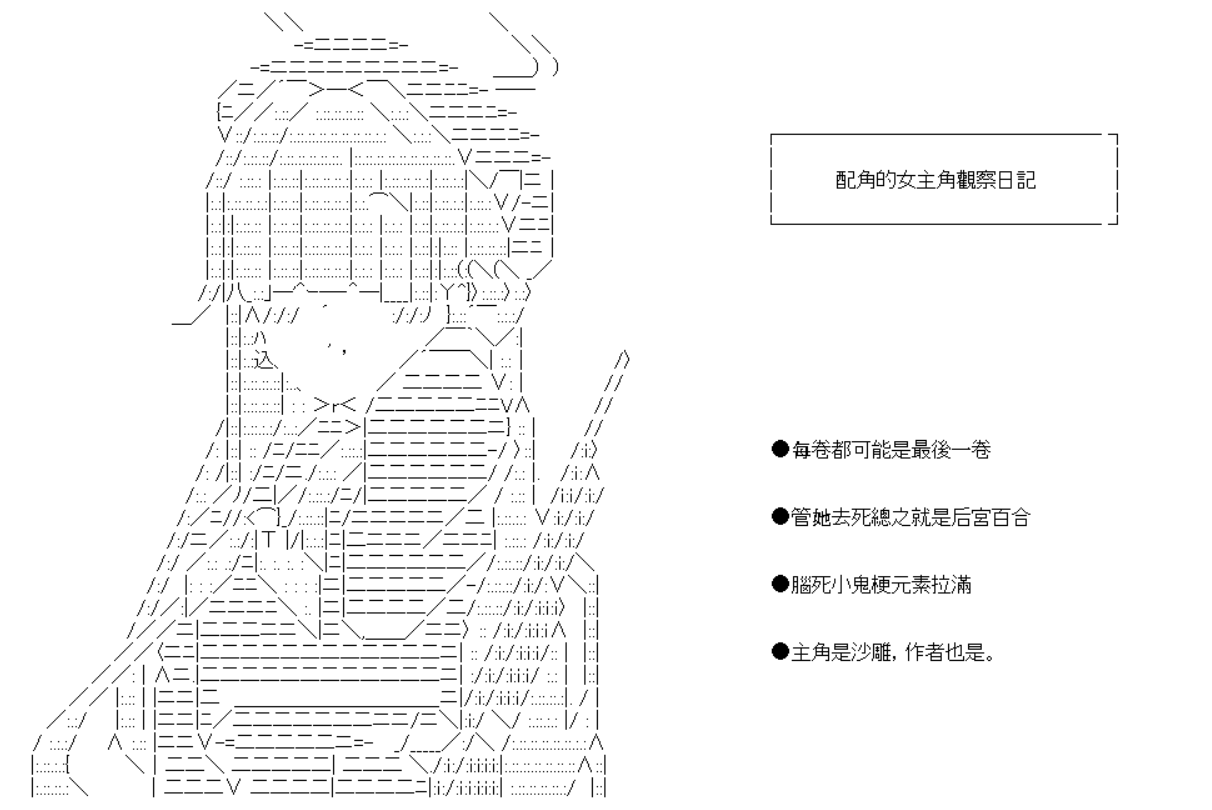 配角的女主角觀察日記
●每卷都可能是最後一卷
●管她去死總之就是后宮百合
●腦死小鬼梗元素拉滿
●主角是沙雕，作者也是。